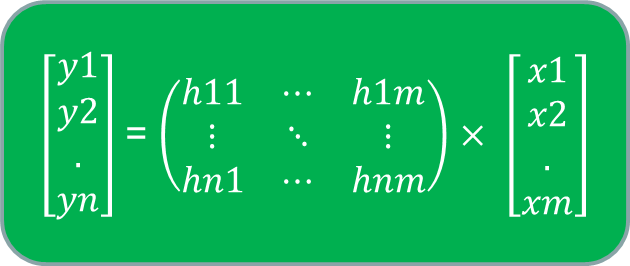 [y1 y2 . yn] = (h11 ⋯ h1m ⋮ ⋱ ⋮ hn1 ⋯ hnm) × [x1 x2 . xm]